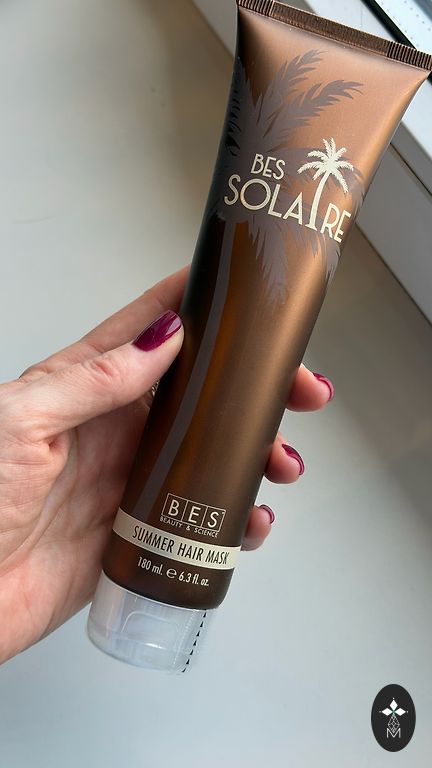 BES
SOLAIRE
BES
BEAUTY & SCIENCE
SUMMER HAIR MASK
180 ml. ℮ 6.3 fl. oz.
M